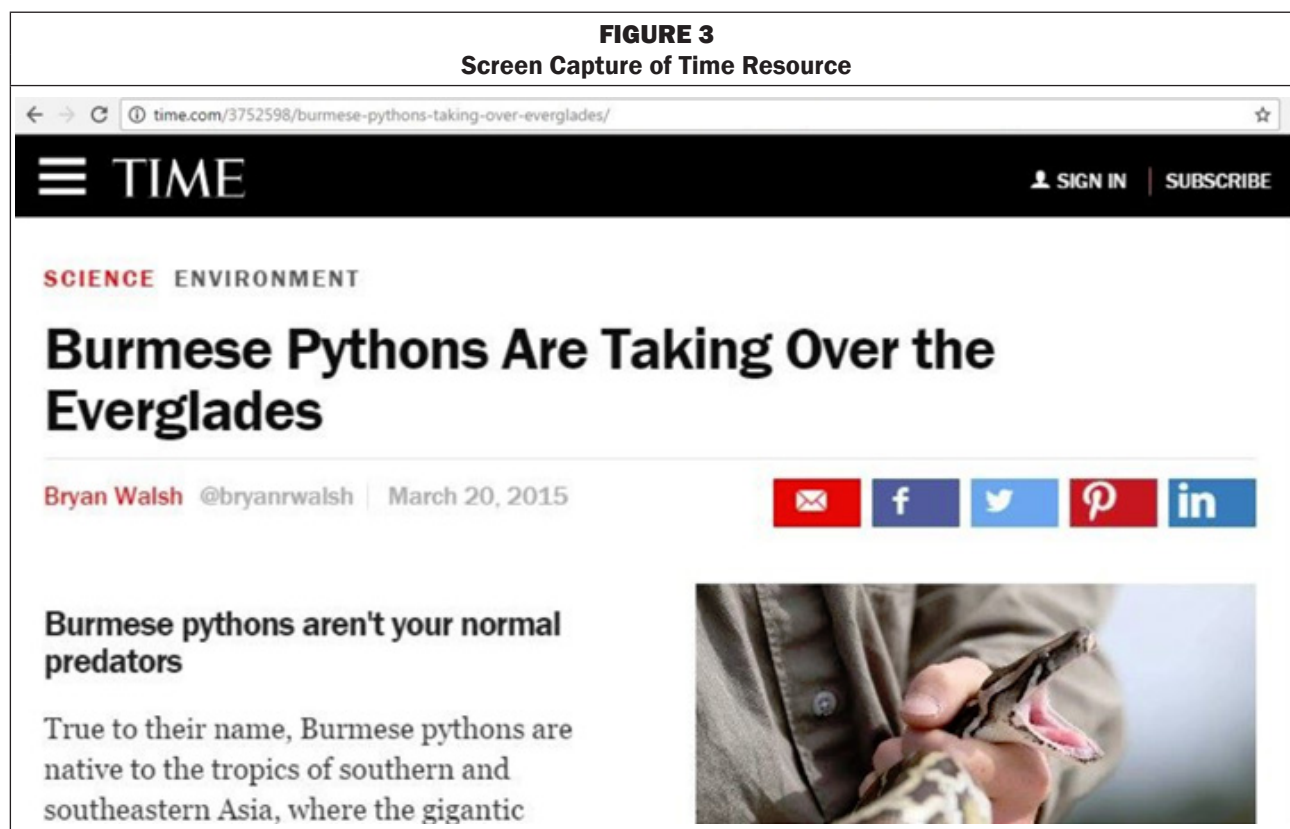 FIGURE 3
Screen Capture of Time Resource
time.com/3752598/burmese-pythons-taking-over-everglades/
TIME
SIGN IN | SUBSCRIBE
SCIENCE ENVIRONMENT
Burmese Pythons Are Taking Over the
Everglades
Bryan Walsh @bryanrwalsh | March 20, 2015
f
in
Burmese pythons aren't your normal
predators
True to their name, Burmese pythons are
native to the tropics of southern and
southeastern Asia, where the gigantic